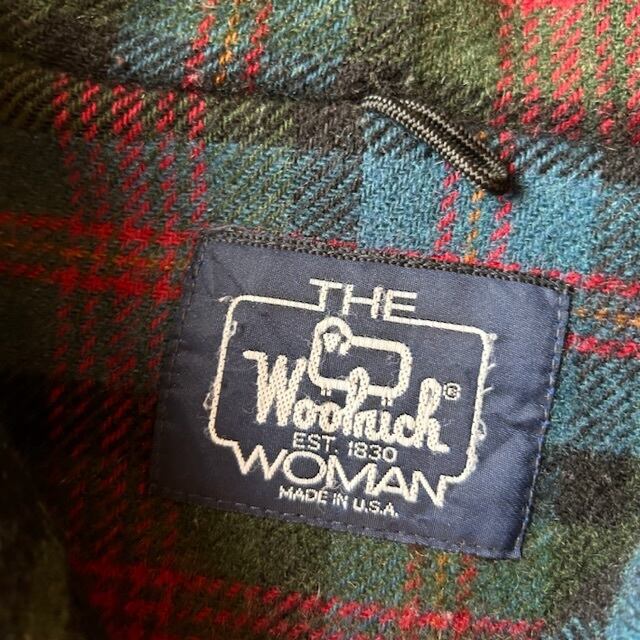 THE
Woolrich®
EST. 1830
WOMAN
MADE IN U.S.A.